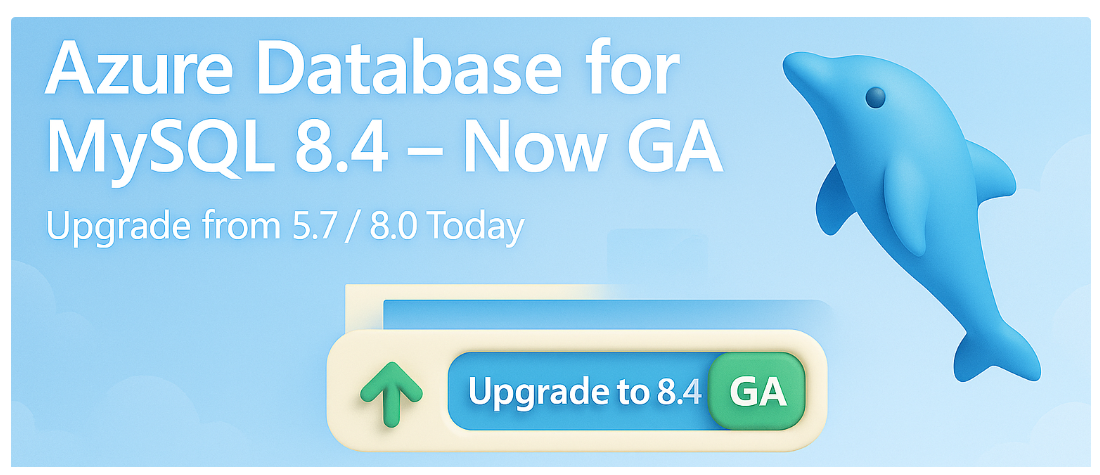 Azure Database for
MySQL 8.4 – Now GA
Upgrade from 5.7 / 8.0 Today
Upgrade to 8.4 GA